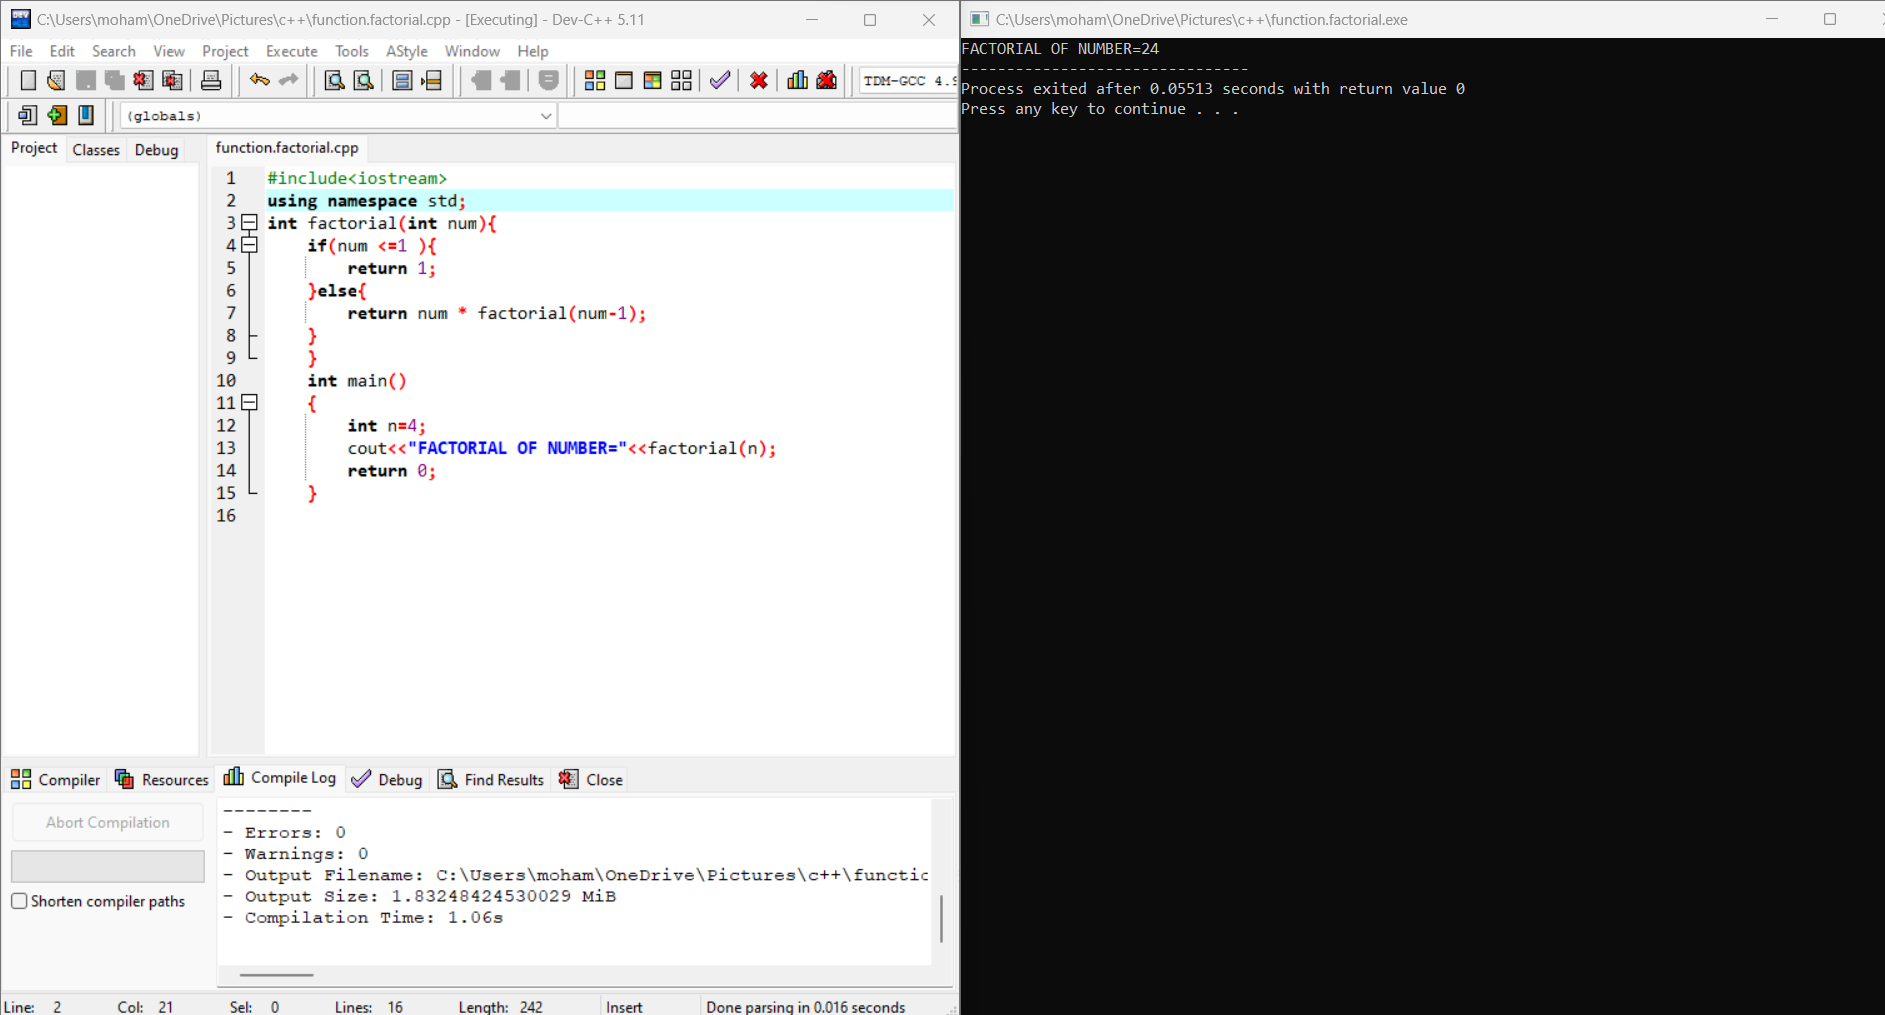 C:\Users\moham\OneDrive\Pictures\c++\function.factorial.cpp - [Executing] - Dev-C++ 5.11
File Edit Search View Project Execute Tools AStyle Window Help
TDM-GCC 4.9
(globals)
Project Classes Debug
function.factorial.cpp
1 #include<iostream>
2 using namespace std;
3 int factorial(int num){
4 if(num <=1 ){
5 return 1;
6 }else{
7 return num * factorial(num-1);
8 }
9 }
10 int main()
11 {
12 int n=4;
13 cout<<"FACTORIAL OF NUMBER="<<factorial(n);
14 return 0;
15 }
16
Compiler Resources Compile Log Debug Find Results Close
Abort Compilation
Shorten compiler paths
--------
- Errors: 0
- Warnings: 0
- Output Filename: C:\Users\moham\OneDrive\Pictures\c++\functic
- Output Size: 1.83248424530029 MiB
- Compilation Time: 1.06s
Line: 2 Col: 21 Sel: 0 Lines: 16 Length: 242 Insert Done parsing in 0.016 seconds
C:\Users\moham\OneDrive\Pictures\c++\function.factorial.exe
FACTORIAL OF NUMBER=24
--------------------------------
Process exited after 0.05513 seconds with return value 0
Press any key to continue . . .